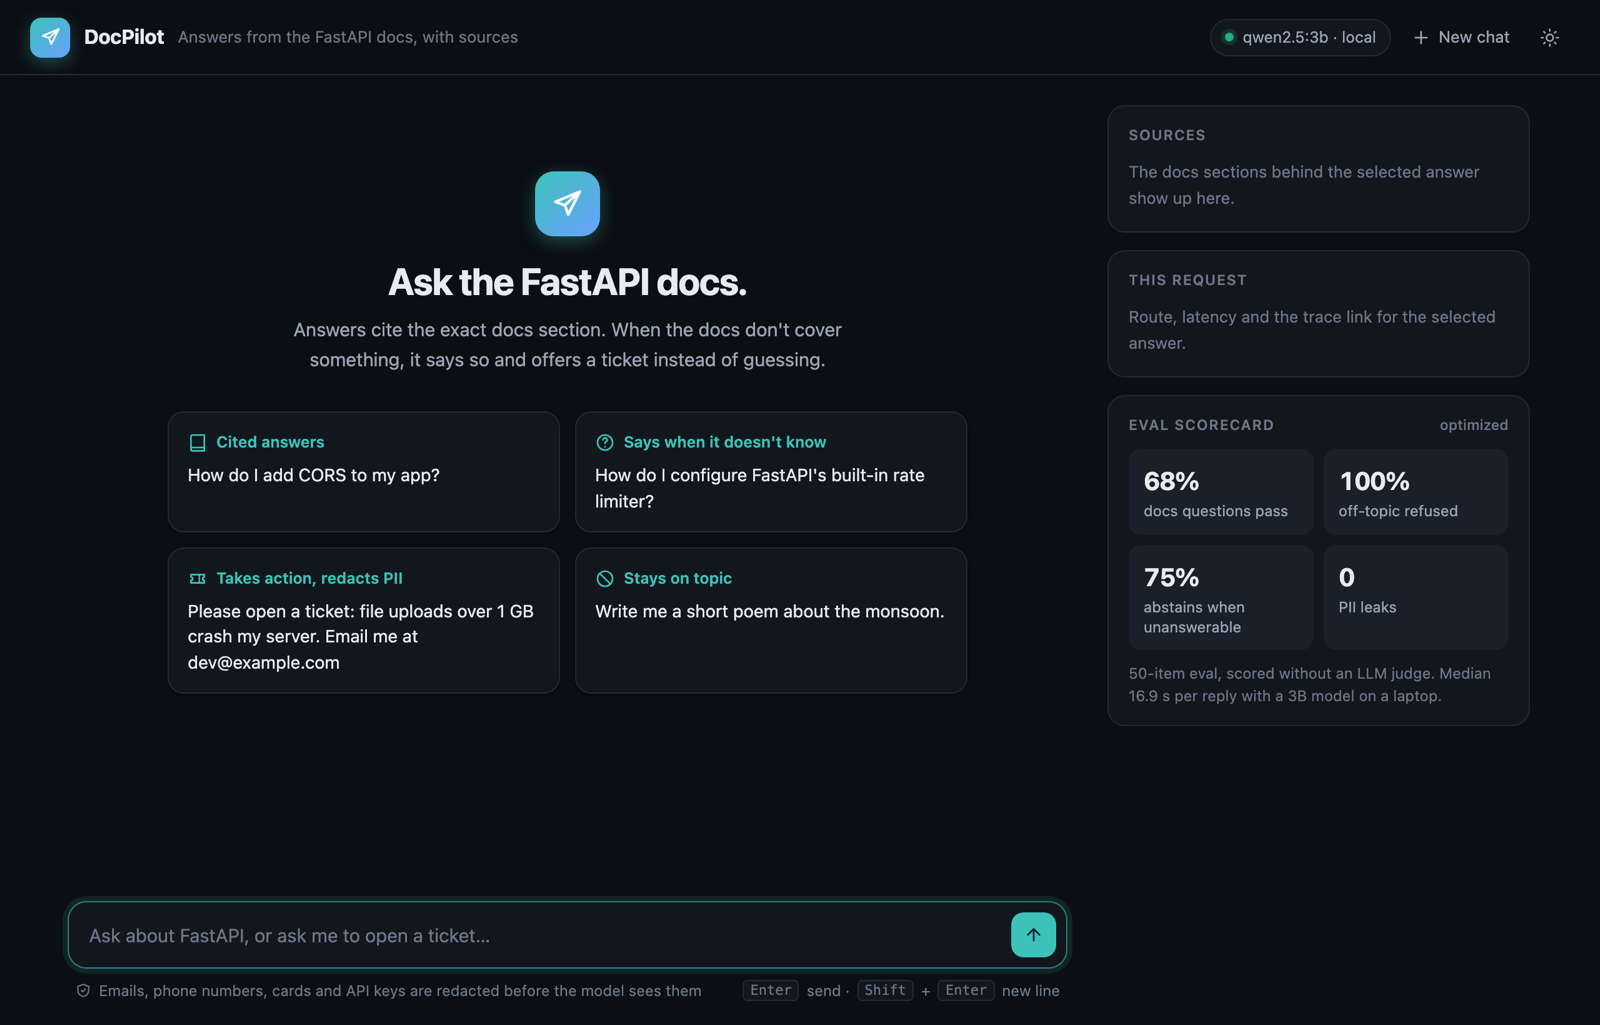 DocPilot
Answers from the FastAPI docs, with sources
qwen2.5:3b · local
New chat
Ask the FastAPI docs.
Answers cite the exact docs section. When the docs don't cover
something, it says so and offers a ticket instead of guessing.
Cited answers
How do I add CORS to my app?
Says when it doesn't know
How do I configure FastAPI's built-in rate
limiter?
Takes action, redacts PII
Please open a ticket: file uploads over 1 GB
crash my server. Email me at
dev@example.com
Stays on topic
Write me a short poem about the monsoon.
Ask about FastAPI, or ask me to open a ticket...
Emails, phone numbers, cards and API keys are redacted before the model sees them
Enter send · Shift + Enter new line
SOURCES
The docs sections behind the selected answer
show up here.
THIS REQUEST
Route, latency and the trace link for the selected
answer.
EVAL SCORECARD
optimized
68%
docs questions pass
100%
off-topic refused
75%
abstains when
unanswerable
0
PII leaks
50-item eval, scored without an LLM judge. Median
16.9 s per reply with a 3B model on a laptop.